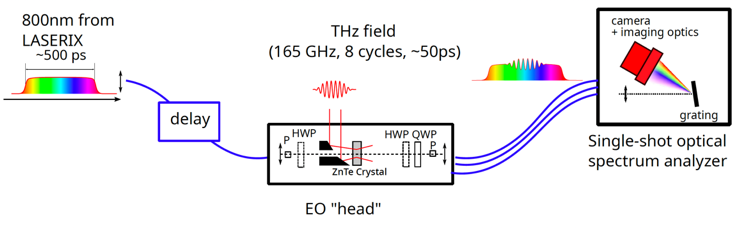 800nm from
LASERIX
~500 ps
delay
THz field
(165 GHz, 8 cycles, ~50ps)
P
HWP
HWP QWP
P
ZnTe Crystal
EO "head"
camera
+ imaging optics
grating
Single-shot optical
spectrum analyzer